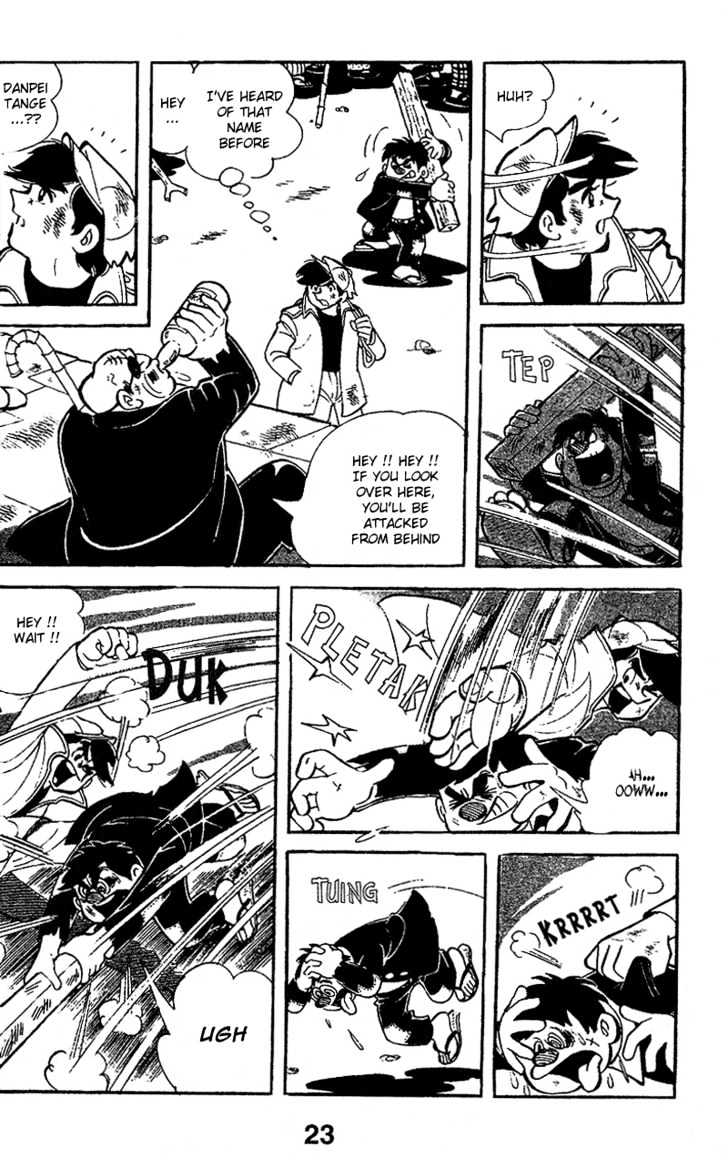 DANPEI
TANGE
...??
HEY
...
I'VE HEARD
OF THAT
NAME
BEFORE
HEY !! HEY !!
IF YOU LOOK
OVER HERE,
YOU'LL BE
ATTACKED
FROM BEHIND
HUH?
TEP
HEY !!
WAIT !!
DUK
UGH
PLETAK
AH...
OOWW...
TUING
KRRRRT
23